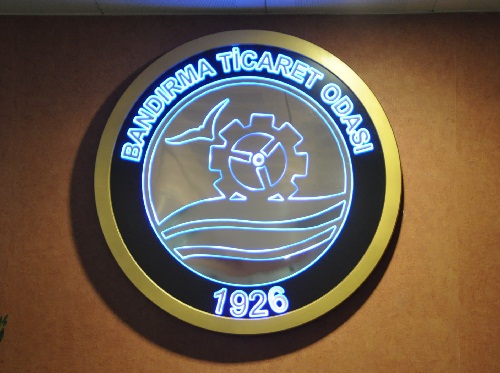 BANDIRMA TİCARET ODASI
1926